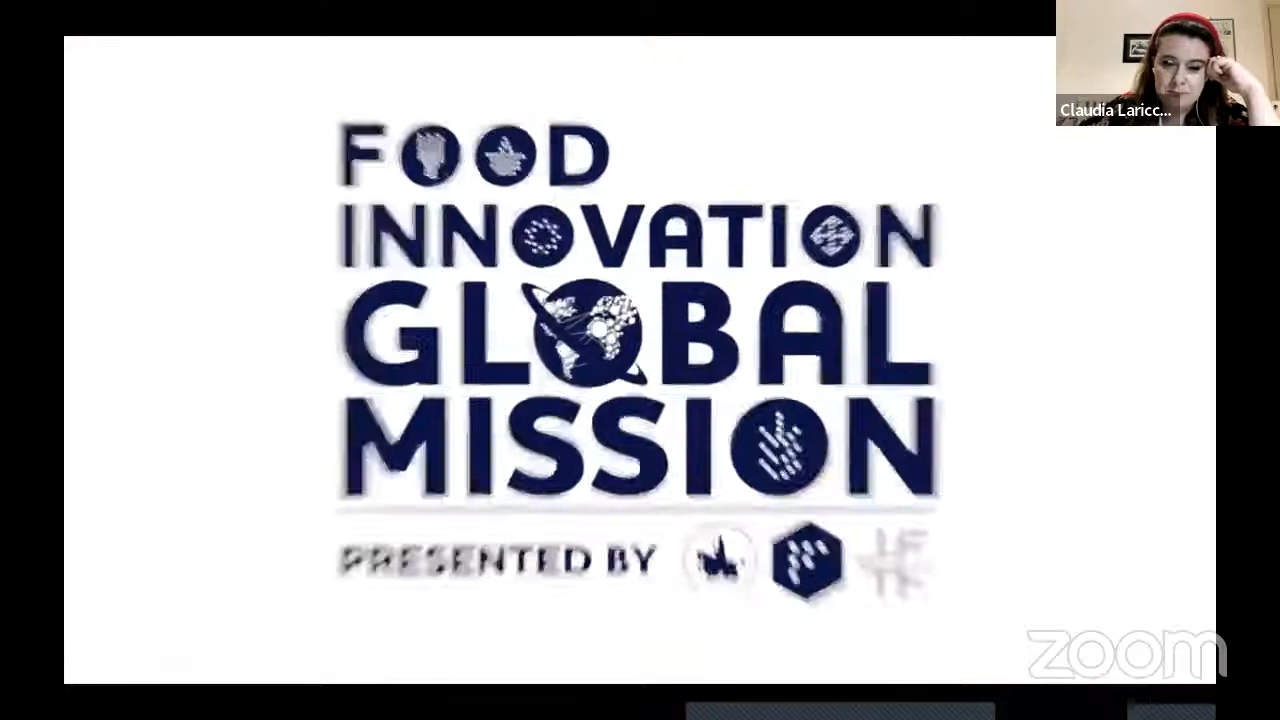 FOOD
INNOVATION
GLOBAL
MISSION
PRESENTED BY
Claudia Laricc...
zoom